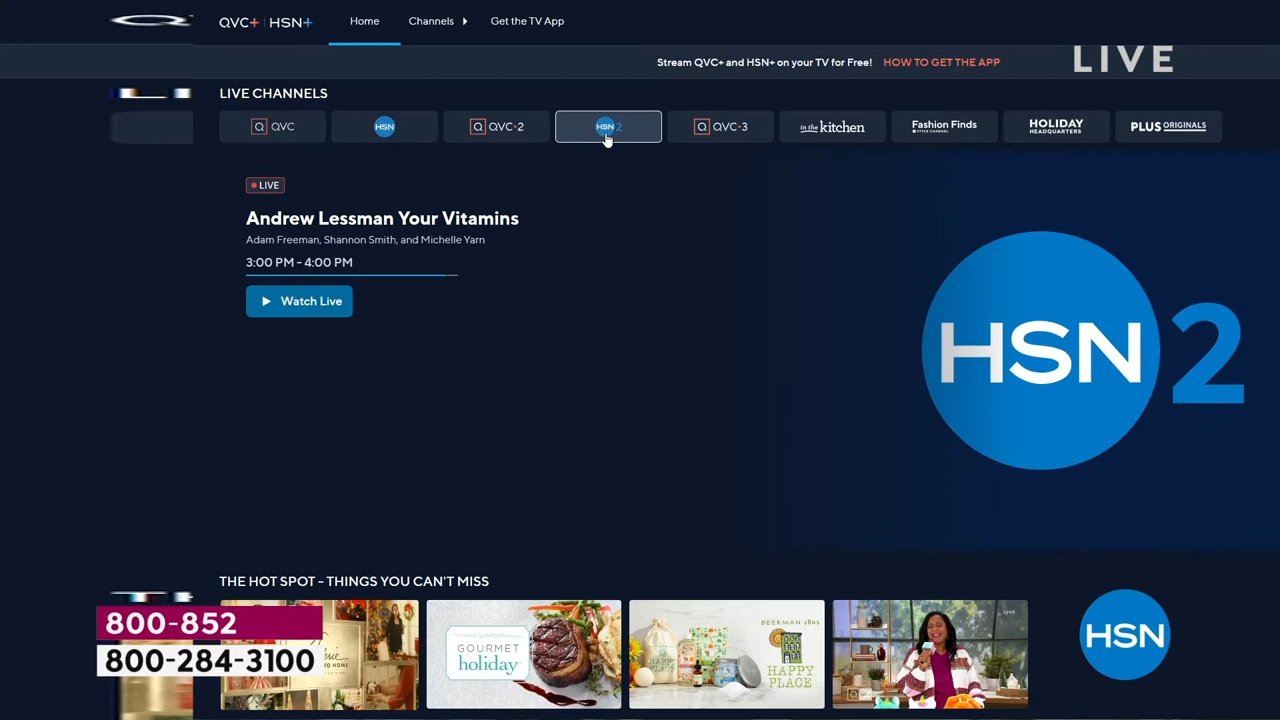 QVC+ | HSN+
Home
Channels
Get the TV App
Stream QVC+ and HSN+ on your TV for Free!
HOW TO GET THE APP
LIVE
LIVE CHANNELS
Q QVC
HSN
Q QVC•2
HSN 2
Q QVC•3
in the kitchen
Fashion Finds
HOLIDAY
HEADQUARTERS
PLUS ORIGINALS
LIVE
Andrew Lessman Your Vitamins
Adam Freeman, Shannon Smith, and Michelle Yarn
3:00 PM - 4:00 PM
Watch Live
HSN 2
THE HOT SPOT - THINGS YOU CAN'T MISS
800-852
800-284-3100
GOURMET
holiday
BEEKMAN 1802
HAPPY
PLACE
HSN